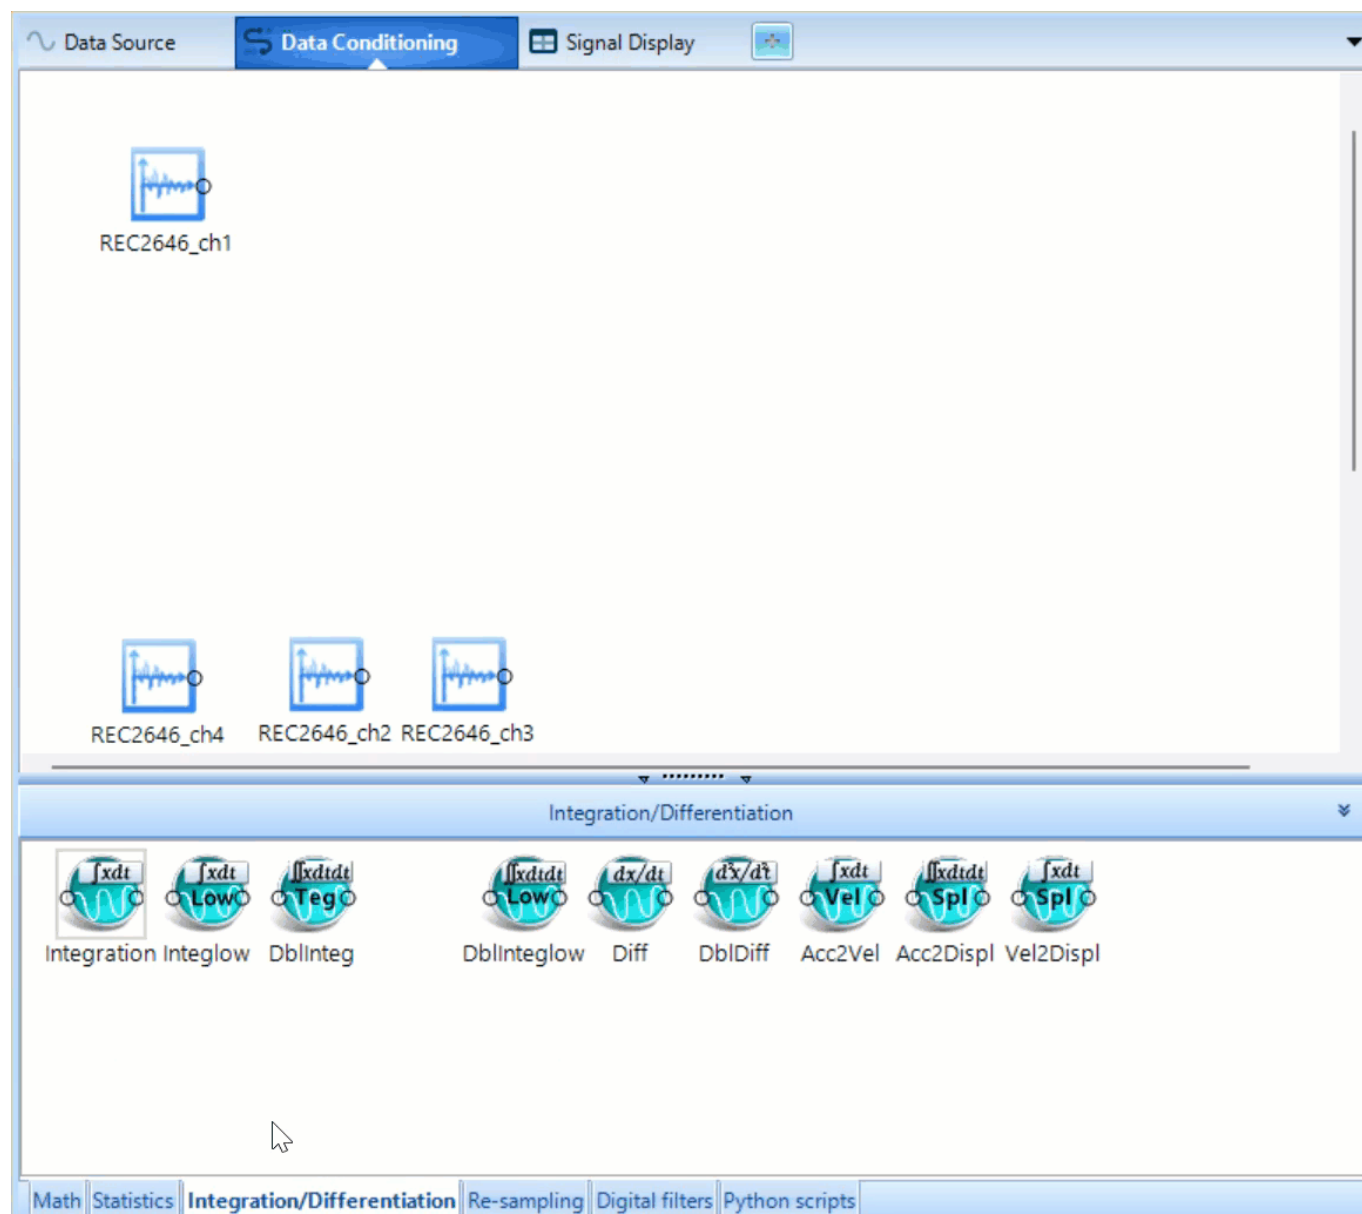 Data Source Data Conditioning Signal Display
REC2646_ch1
REC2646_ch4 REC2646_ch2 REC2646_ch3
Integration/Differentiation
∫xdt ∫xdt ∬xdtdt ∬xdtdt dx/dt d²x/dt² ∫xdt ∬xdtdt ∫xdt
Low Teg Low Vel Spl Spl
Integration Integlow DblInteg DblInteglow Diff DblDiff Acc2Vel Acc2Displ Vel2Displ
Math Statistics Integration/Differentiation Re-sampling Digital filters Python scripts